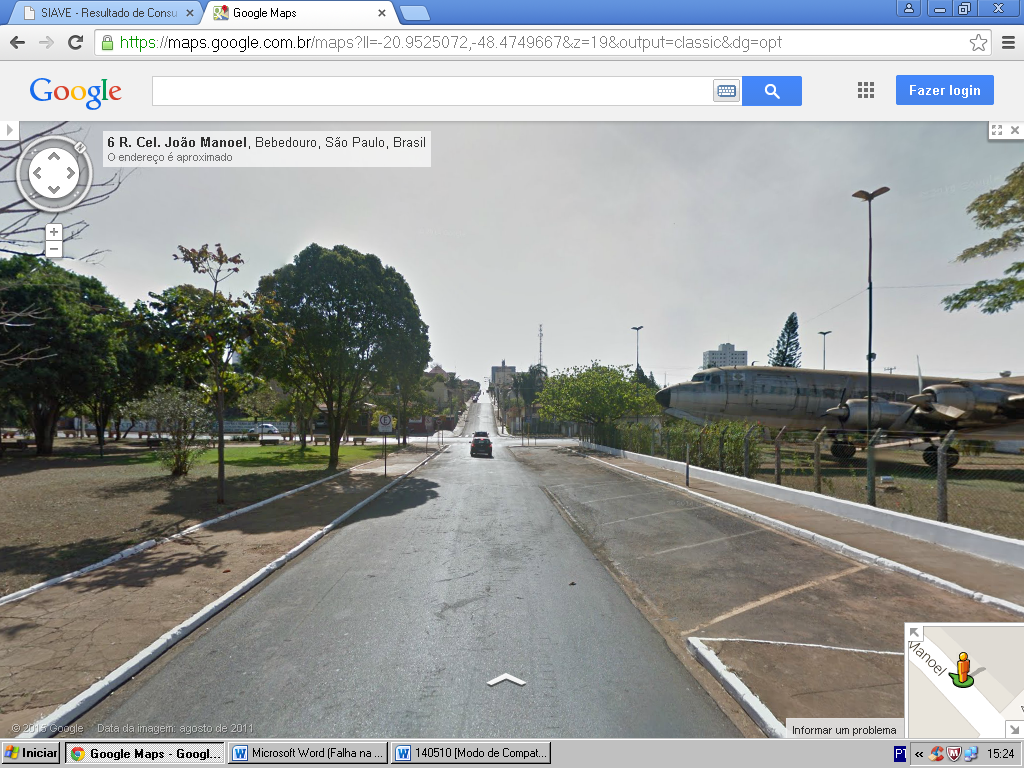 SIAVE - Resultado de Consu
Google Maps
https://maps.google.com.br/maps?ll=-20.9525072,-48.4749667&z=19&output=classic&dg=opt
Google
Fazer login
6 R. Cel. João Manoel, Bebedouro, São Paulo, Brasil
O endereço é aproximado
N
Manoel
© 2015 Google Data da imagem: agosto de 2011
Informar um problema
Iniciar
Google Maps - Googl...
Microsoft Word (Falha na ...
140510 [Modo de Compat...
PT
15:24